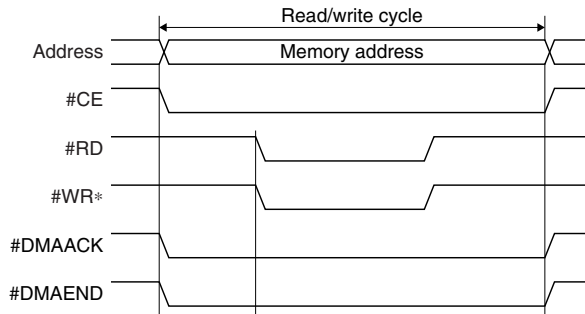 Read/write cycle
Address
Memory address
#CE
#RD
#WR*
#DMAACK
#DMAEND